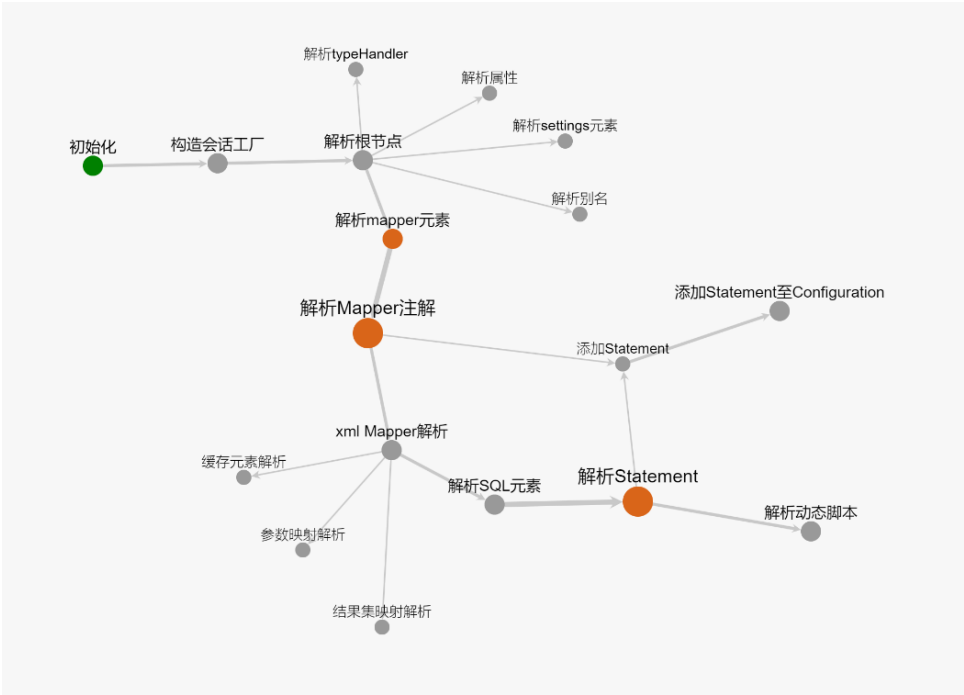 解析typeHandler
解析属性
解析settings元素
初始化
构造会话工厂
解析根节点
解析别名
解析mapper元素
添加Statement至Configuration
解析Mapper注解
添加Statement
xml Mapper解析
缓存元素解析
解析SQL元素
解析Statement
参数映射解析
解析动态脚本
结果集映射解析